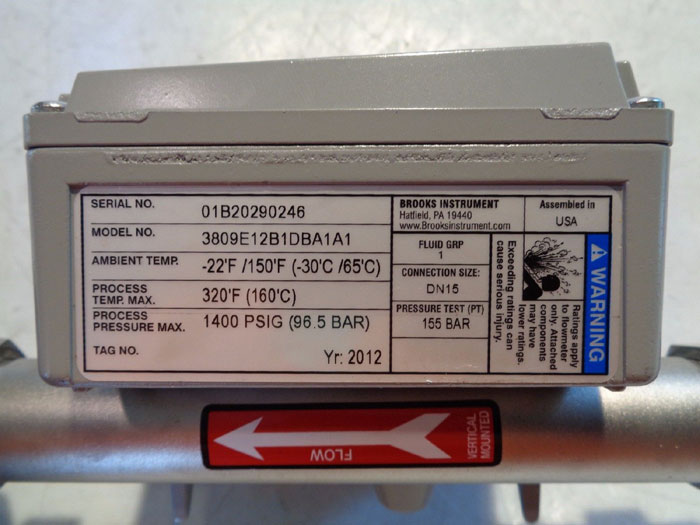 SERIAL NO. 01B20290246
MODEL NO. 3809E12B1DBA1A1
AMBIENT TEMP. -22'F /150'F (-30'C /65'C)
PROCESS
TEMP. MAX. 320'F (160'C)
PROCESS
PRESSURE MAX. 1400 PSIG (96.5 BAR)
TAG NO. Yr: 2012
BROOKS INSTRUMENT
Hatfield, PA 19440
www.BrooksInstrument.com
Assembled in
USA
FLUID GRP
1
CONNECTION SIZE:
DN15
PRESSURE TEST (PT)
155 BAR
WARNING
Ratings apply
to flowmeter
only. Attached
components
may have
lower ratings.
Exceeding ratings can
cause serious injury.
FLOW
VERTICAL
MOUNTED